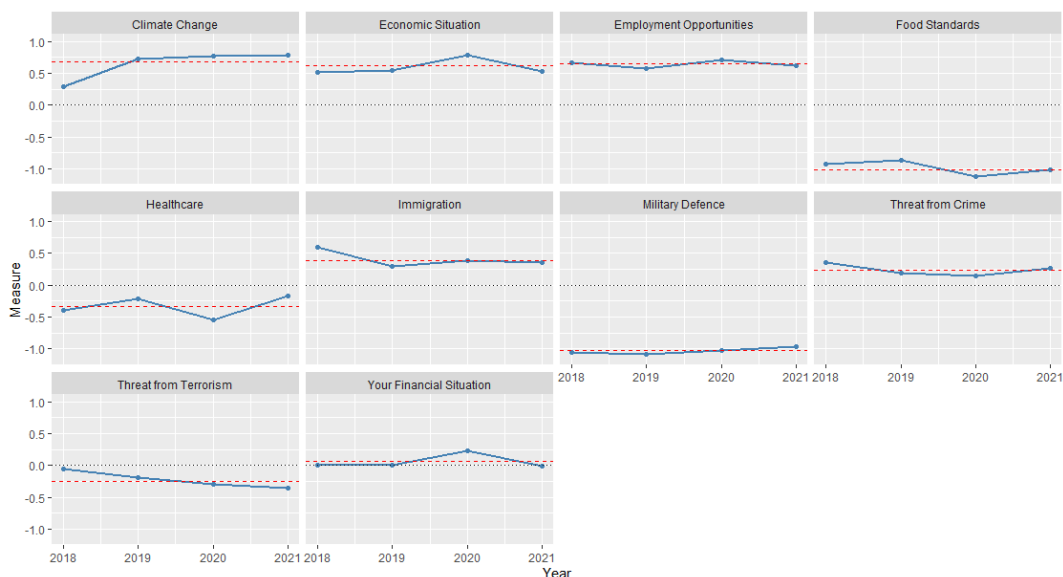 Climate Change
Economic Situation
Employment Opportunities
Food Standards
1.0
0.5
0.0
-0.5
-1.0
Healthcare
Immigration
Military Defence
Threat from Crime
1.0
0.5
0.0
-0.5
-1.0
2018 2019 2020 2021
2018 2019 2020 2021
Threat from Terrorism
Your Financial Situation
1.0
0.5
0.0
-0.5
-1.0
2018 2019 2020 2021
2018 2019 2020 2021
Measure
Year